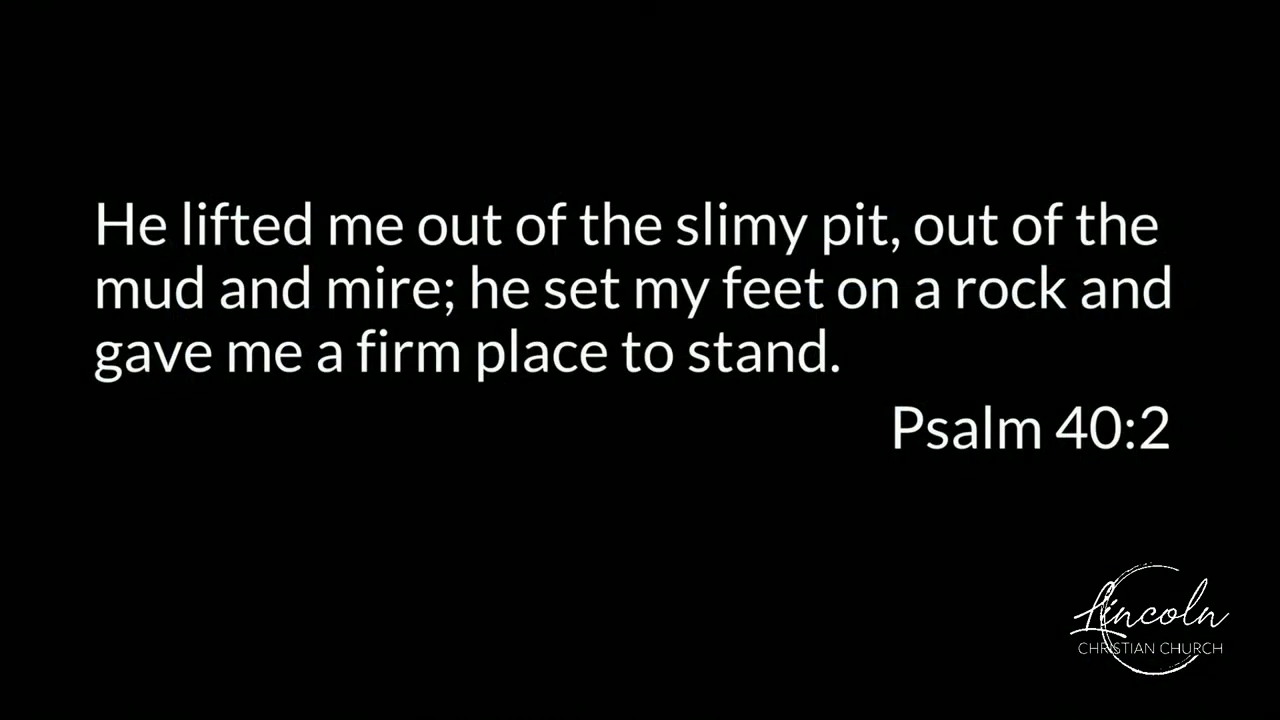 He lifted me out of the slimy pit, out of the
mud and mire; he set my feet on a rock and
gave me a firm place to stand.
Psalm 40:2
Lincoln
CHRISTIAN CHURCH